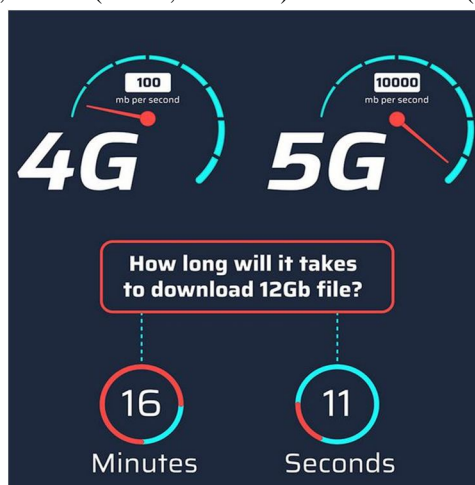 100
mb per second
4G
10000
mb per second
5G
How long will it takes
to download 12Gb file?
16
Minutes
11
Seconds